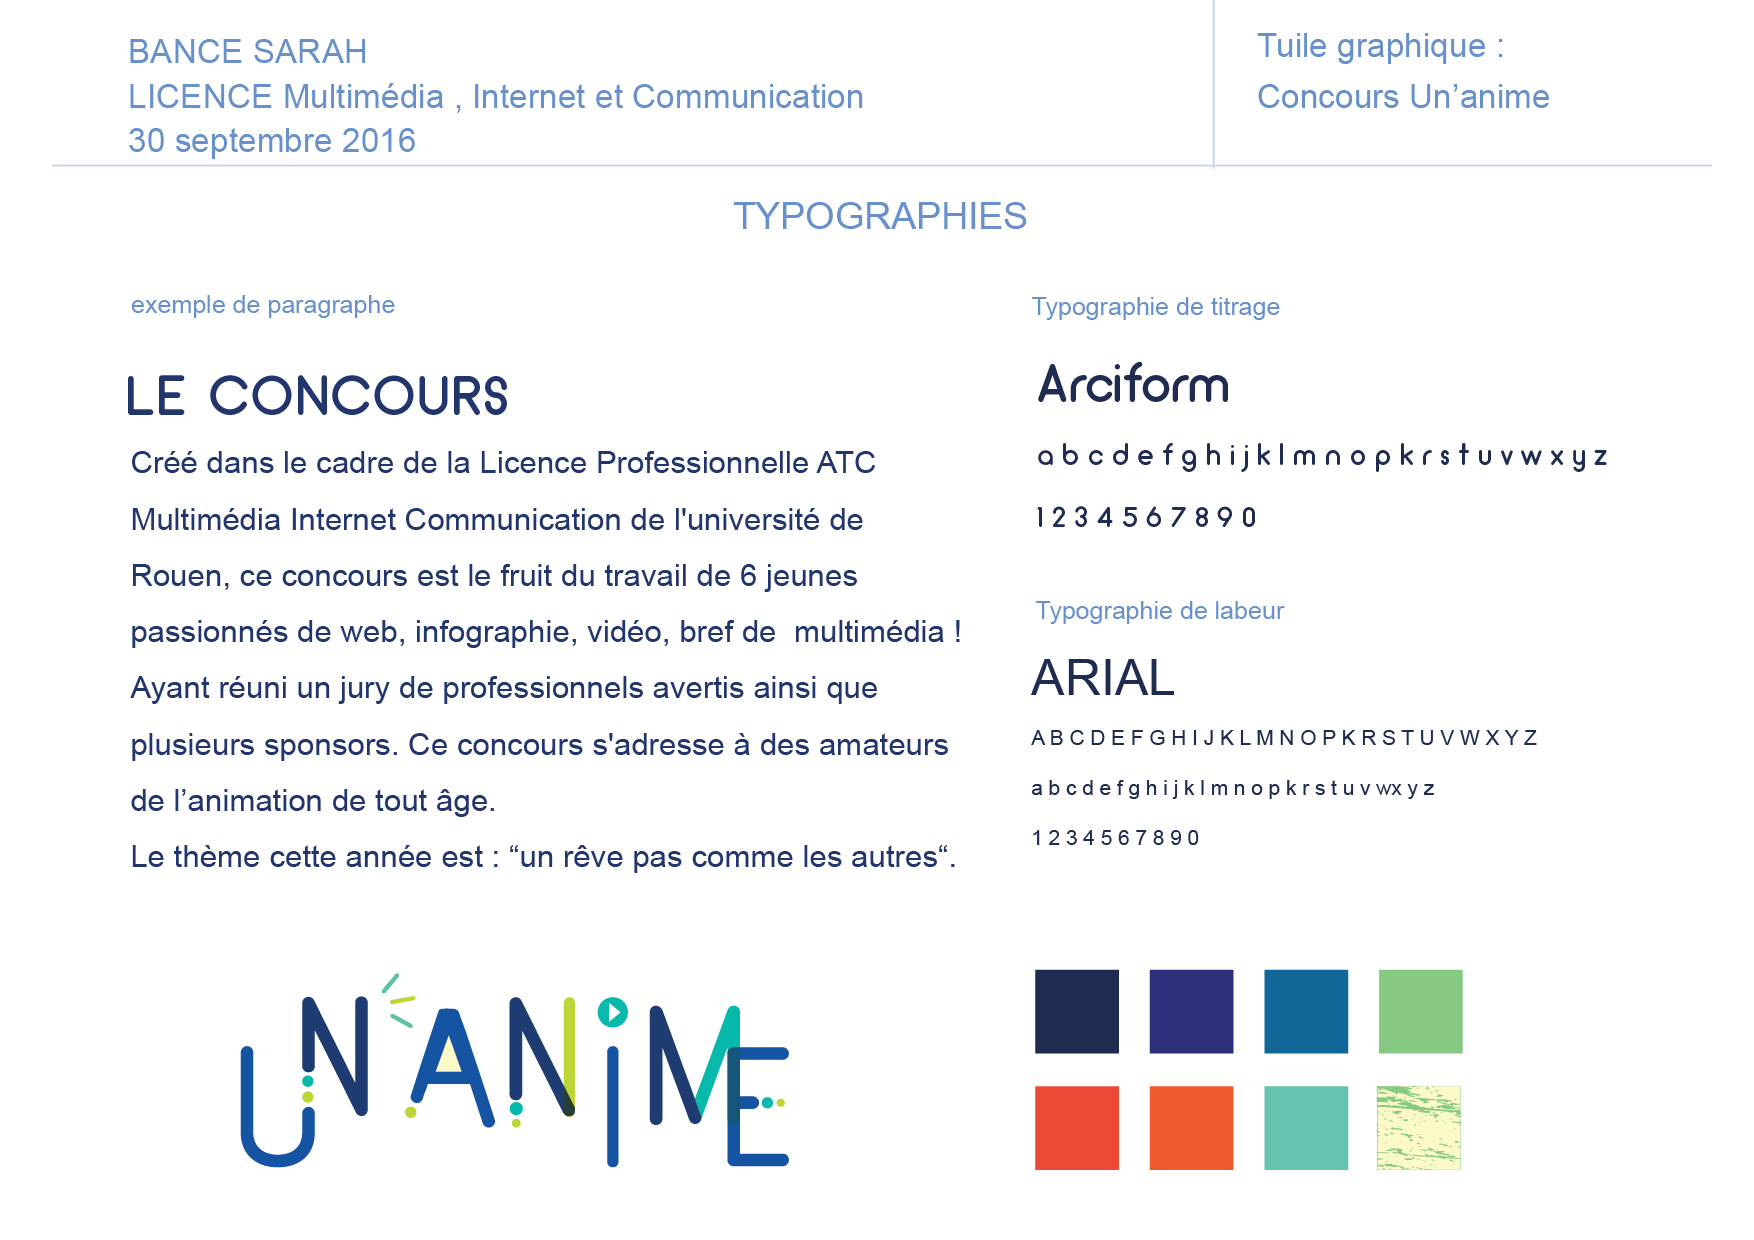 BANCE SARAH
LICENCE Multimédia , Internet et Communication
30 septembre 2016
Tuile graphique :
Concours Un’anime
TYPOGRAPHIES
exemple de paragraphe
LE CONCOURS
Créé dans le cadre de la Licence Professionnelle ATC
Multimédia Internet Communication de l'université de
Rouen, ce concours est le fruit du travail de 6 jeunes
passionnés de web, infographie, vidéo, bref de  multimédia !
Ayant réuni un jury de professionnels avertis ainsi que
plusieurs sponsors. Ce concours s'adresse à des amateurs
de l’animation de tout âge.
Le thème cette année est : “un rêve pas comme les autres“.
Typographie de titrage
Arciform
a b c d e f g h i j k l m n o p k r s t u v w x y z
1 2 3 4 5 6 7 8 9 0
Typographie de labeur
ARIAL
A B C D E F G H I J K L M N O P K R S T U V W X Y Z
a b c d e f g h i j k l m n o p k r s t u v w x y z
1 2 3 4 5 6 7 8 9 0
UN'ANIME